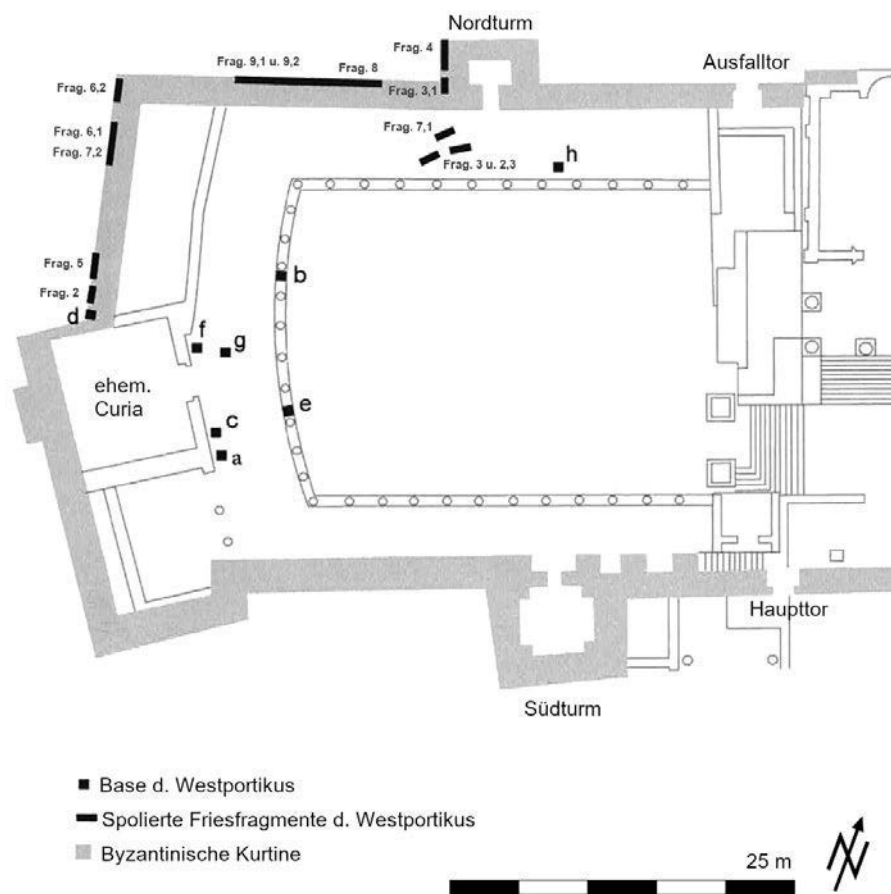 Nordturm
Frag. 4
Frag. 9,1 u. 9,2
Frag. 8
Ausfalltor
Frag. 6,2
Frag. 3,1
Frag. 6,1
Frag. 7,2
Frag. 7,1
Frag. 3 u. 2,3
h
Frag. 5
b
Frag. 2
d
f
g
ehem.
Curia
e
c
a
Haupttor
Südturm
Base d. Westportikus
Spolierte Friesfragmente d. Westportikus
Byzantinische Kurtine
25 m
N